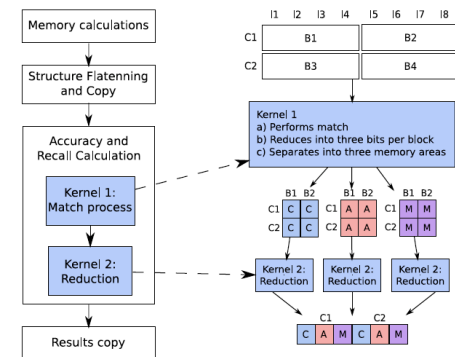 Memory calculations
Structure Flatenning
and Copy
Accuracy and
Recall Calculation
Kernel 1:
Match process
Kernel 2:
Reduction
Results copy
I1 I2 I3 I4 I5 I6 I7 I8
C1 B1 B2
C2 B3 B4
Kernel 1
a) Performs match
b) Reduces into three bits per block
c) Separates into three memory areas
B1 B2 B1 B2 B1 B2
C1 C C C1 A A C1 M M
C2 C C C2 A A C2 M M
Kernel 2: Kernel 2: Kernel 2:
Reduction Reduction Reduction
C1 C2
C A M C A M